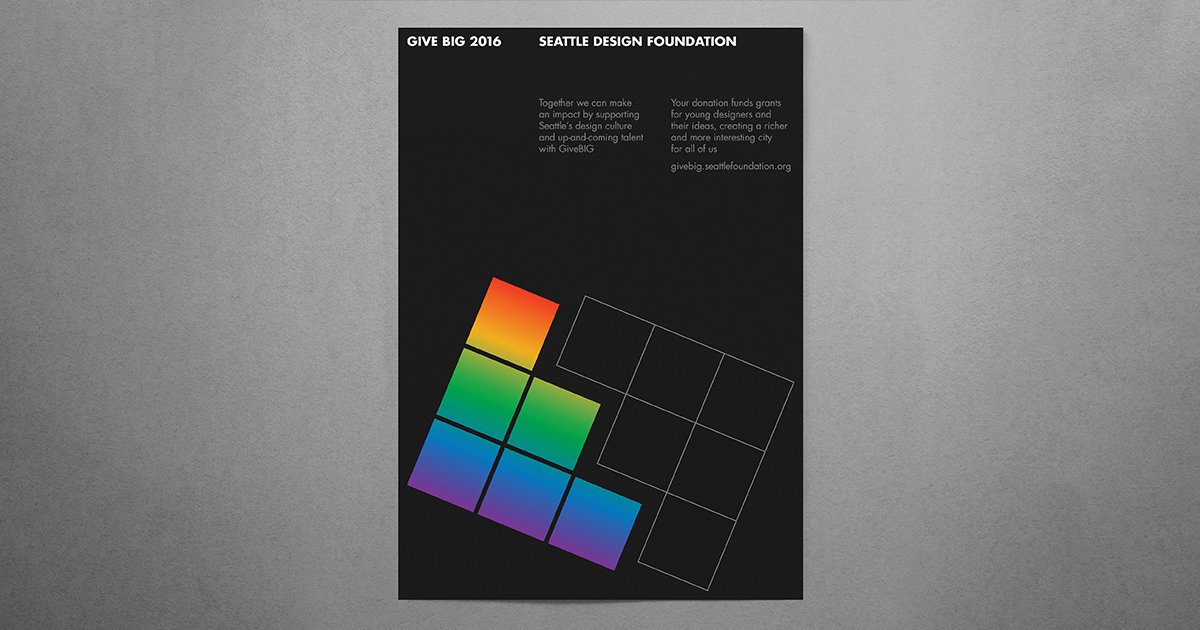 GIVE BIG 2016
SEATTLE DESIGN FOUNDATION
Together we can make
an impact by supporting
Seattle's design culture
and up-and-coming talent
with GiveBIG
Your donation funds grants
for young designers and
their ideas, creating a richer
and more interesting city
for all of us
givebig.seattlefoundation.org